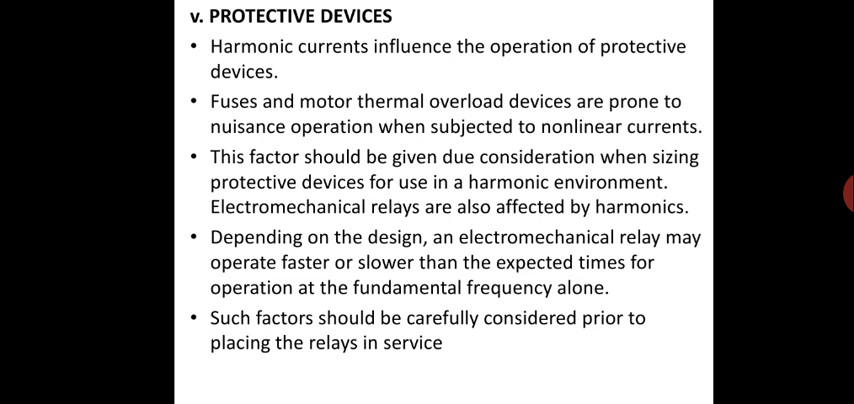 v. PROTECTIVE DEVICES
• Harmonic currents influence the operation of protective
devices.
• Fuses and motor thermal overload devices are prone to
nuisance operation when subjected to nonlinear currents.
• This factor should be given due consideration when sizing
protective devices for use in a harmonic environment.
Electromechanical relays are also affected by harmonics.
• Depending on the design, an electromechanical relay may
operate faster or slower than the expected times for
operation at the fundamental frequency alone.
• Such factors should be carefully considered prior to
placing the relays in service